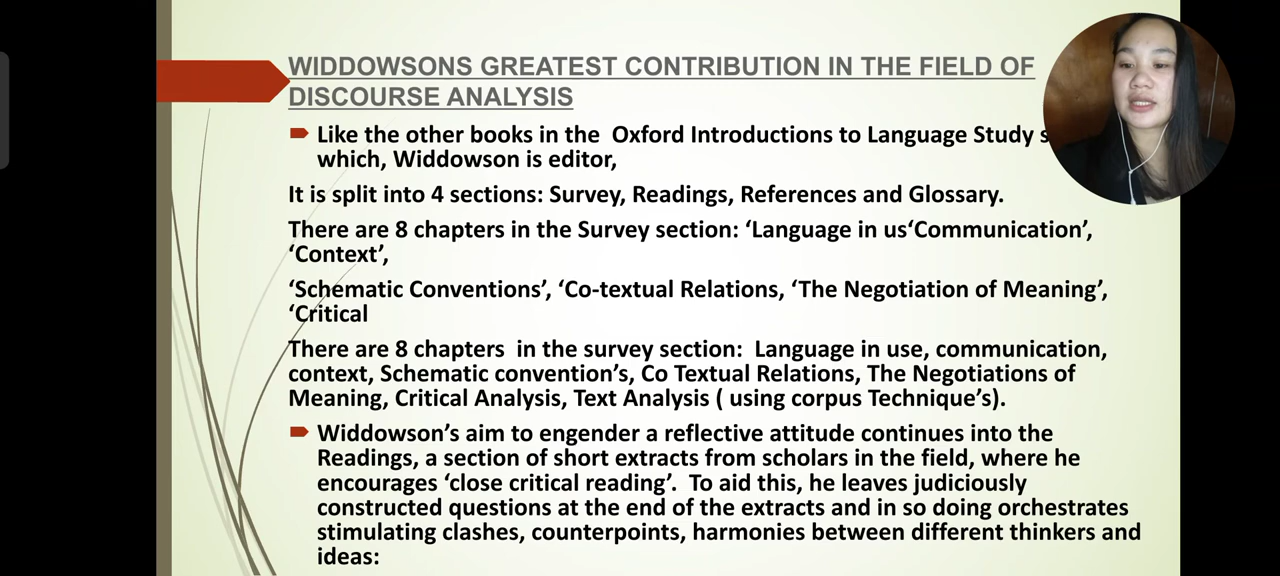 WIDDOWSONS GREATEST CONTRIBUTION IN THE FIELD OF
DISCOURSE ANALYSIS
Like the other books in the Oxford Introductions to Language Study
which, Widdowson is editor,
It is split into 4 sections: Survey, Readings, References and Glossary.
There are 8 chapters in the Survey section: ‘Language in us‘Communication’,
‘Context’,
‘Schematic Conventions’, ‘Co-textual Relations, ‘The Negotiation of Meaning’,
‘Critical
There are 8 chapters in the survey section: Language in use, communication,
context, Schematic convention’s, Co Textual Relations, The Negotiations of
Meaning, Critical Analysis, Text Analysis ( using corpus Technique’s).
Widdowson’s aim to engender a reflective attitude continues into the
Readings, a section of short extracts from scholars in the field, where he
encourages ‘close critical reading’. To aid this, he leaves judiciously
constructed questions at the end of the extracts and in so doing orchestrates
stimulating clashes, counterpoints, harmonies between different thinkers and
ideas: